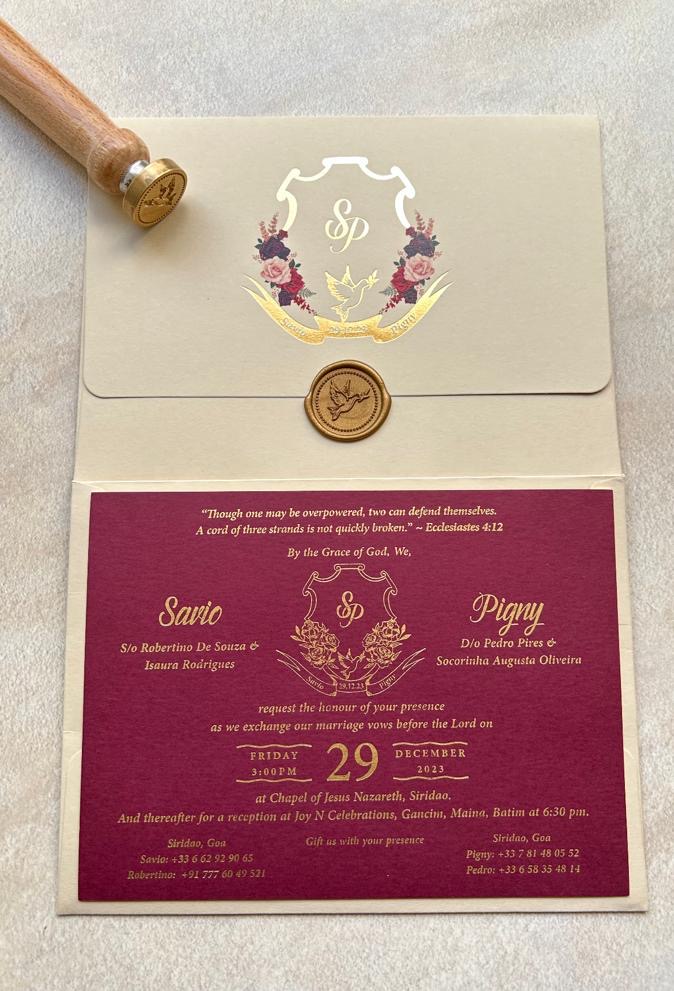 SP
Savio 29.12.23 Pigny
"Though one may be overpowered, two can defend themselves.
A cord of three strands is not quickly broken." ~ Ecclesiastes 4:12
By the Grace of God, We,
SP
Savio
S/o Robertino De Souza &
Isaura Rodrigues
Pigny
D/o Pedro Pires &
Socorinha Augusta Oliveira
Savio 29.12.23 Pigny
request the honour of your presence
as we exchange our marriage vows before the Lord on
FRIDAY
3:00PM
29
DECEMBER
2023
at Chapel of Jesus Nazareth, Siridao.
And thereafter for a reception at Joy N Celebrations, Gancim, Maina, Batim at 6:30 pm.
Siridao, Goa
Savio: +33 6 62 92 90 65
Robertino: +91 777 60 49 521
Gift us with your presence
Siridao, Goa
Pigny: +33 7 81 48 05 52
Pedro: +33 6 58 35 48 14